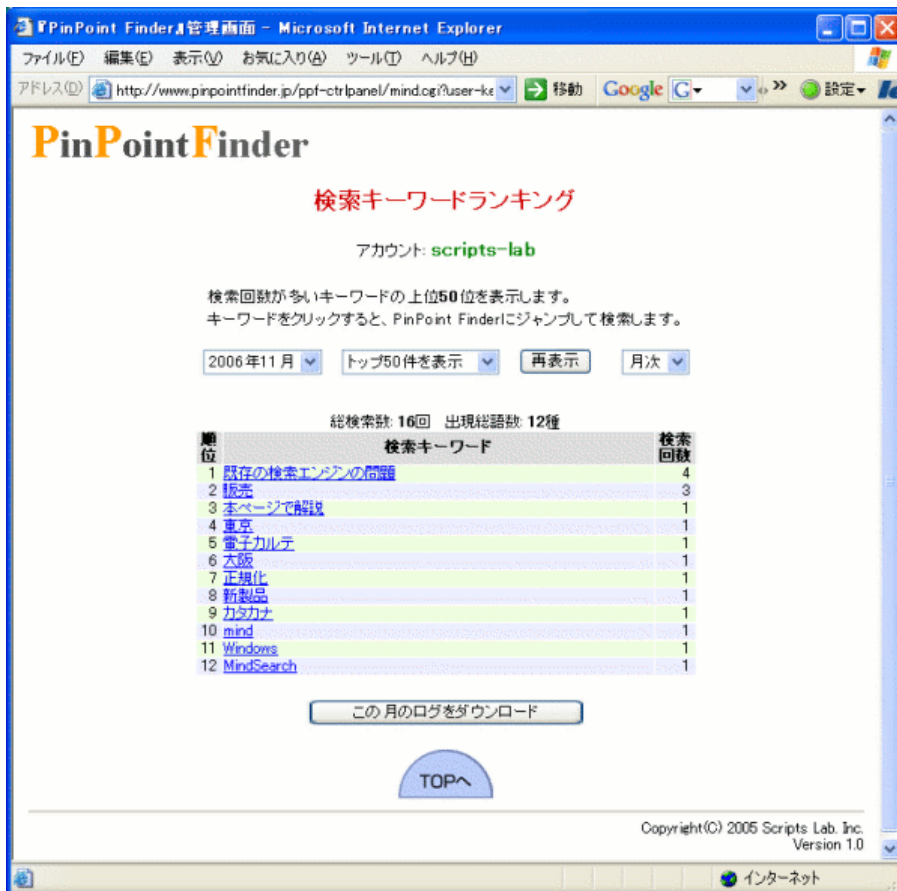 『PinPoint Finder』管理画面 - Microsoft Internet Explorer
ファイル(F) 編集(E) 表示(V) お気に入り(A) ツール(T) ヘルプ(H)
アドレス(D) http://www.pinpointfinder.jp/ppf-ctrlpanel/mind.cgi?user-ke 移動 Google G 設定
PinPointFinder
検索キーワードランキング
アカウント: scripts-lab
検索回数が多いキーワードの上位50位を表示します。
キーワードをクリックすると、PinPoint Finderにジャンプして検索します。
2006年11月 トップ50件を表示 再表示 月次
総検索数: 16回 出現総語数: 12種
順位 検索キーワード 検索回数
1 既存の検索エンジンの問題 4
2 販売 3
3 本ページで解説 1
4 東京 1
5 電子カルテ 1
6 大阪 1
7 正規化 1
8 新製品 1
9 カタカナ 1
10 mind 1
11 Windows 1
12 MindSearch 1
この月のログをダウンロード
TOPへ
Copyright(C) 2005 Scripts Lab. Inc.
Version 1.0
インターネット